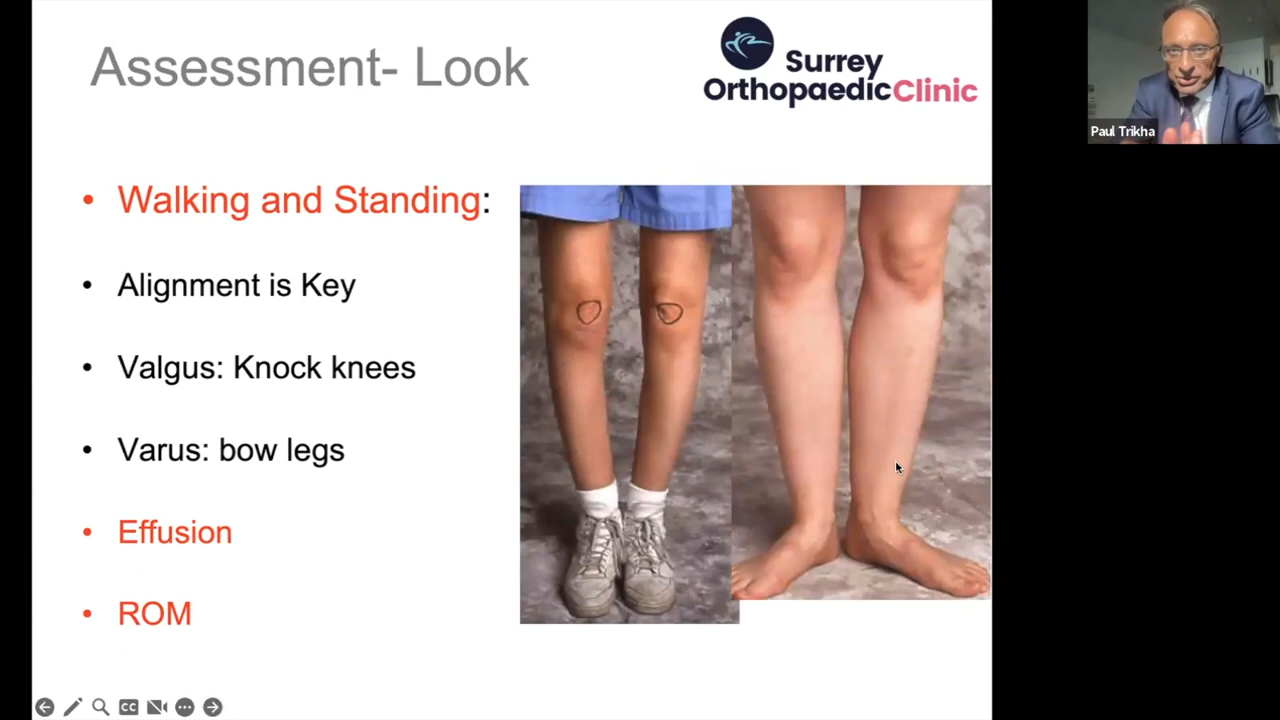 Assessment- Look
Surrey
OrthopaedicClinic
Paul Trikha
• Walking and Standing:
• Alignment is Key
• Valgus: Knock knees
• Varus: bow legs
• Effusion
• ROM
CC